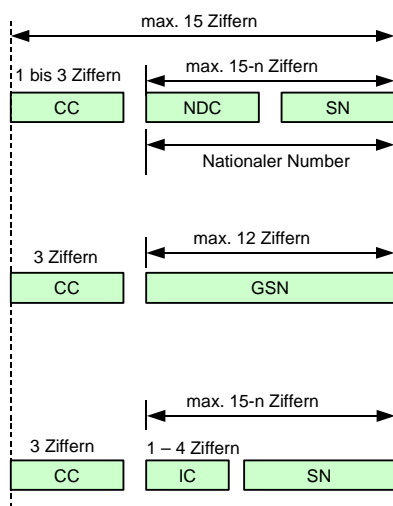 max. 15 Ziffern
1 bis 3 Ziffern max. 15-n Ziffern
CC NDC SN
Nationaler Number
max. 12 Ziffern
3 Ziffern
CC GSN
max. 15-n Ziffern
3 Ziffern 1 – 4 Ziffern
CC IC SN